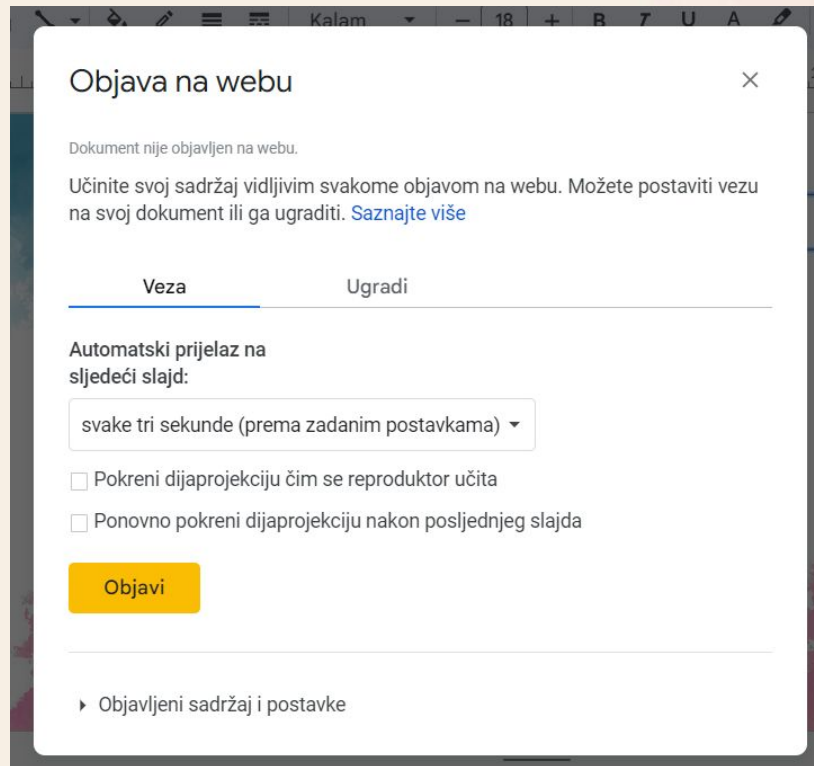 Kalam 18 + B I U A
Objava na webu
Dokument nije objavljen na webu.
Učinite svoj sadržaj vidljivim svakome objavom na webu. Možete postaviti vezu
na svoj dokument ili ga ugraditi. Saznajte više
Veza Ugradi
Automatski prijelaz na
sljedeći slajd:
svake tri sekunde (prema zadanim postavkama)
Pokreni dijaprojekciju čim se reproduktor učita
Ponovno pokreni dijaprojekciju nakon posljednjeg slajda
Objavi
Objavljeni sadržaj i postavke